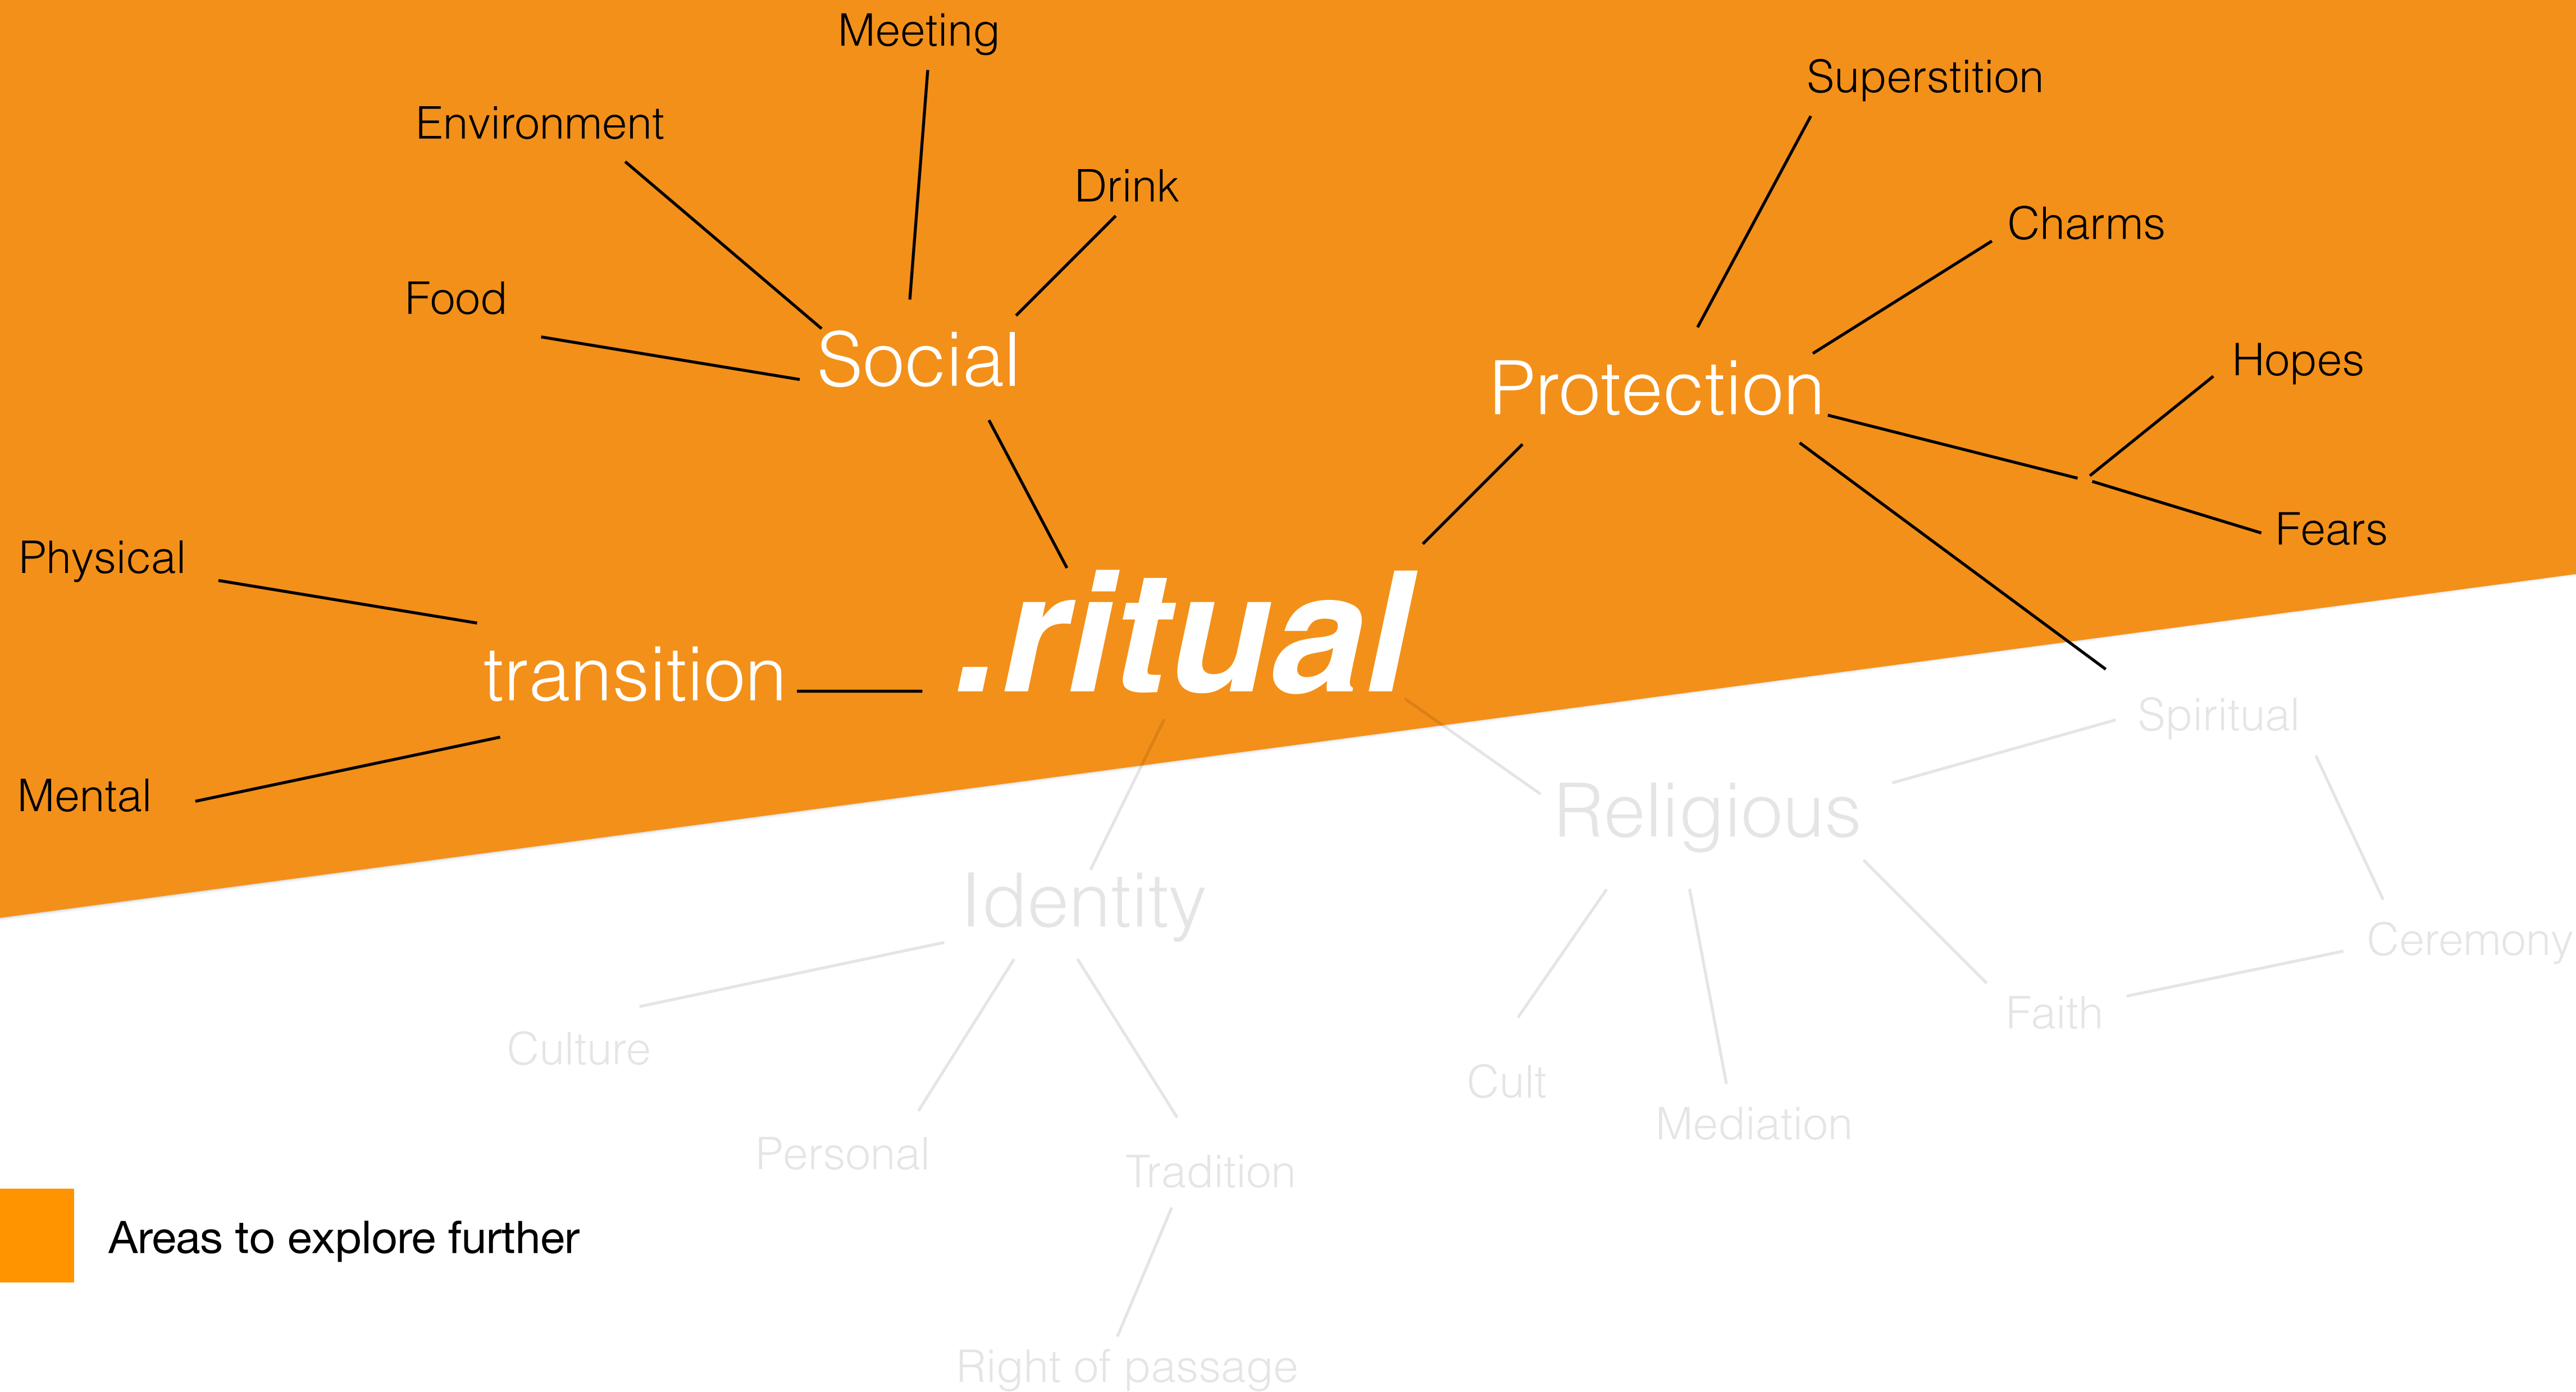 Meeting
Superstition
Environment
Drink
Charms
Food
Social
Hopes
Protection
Fears
Physical
.ritual
transition
Spiritual
Mental
Religious
Identity
Ceremony
Faith
Culture
Cult
Mediation
Personal
Tradition
Areas to explore further
Right of passage